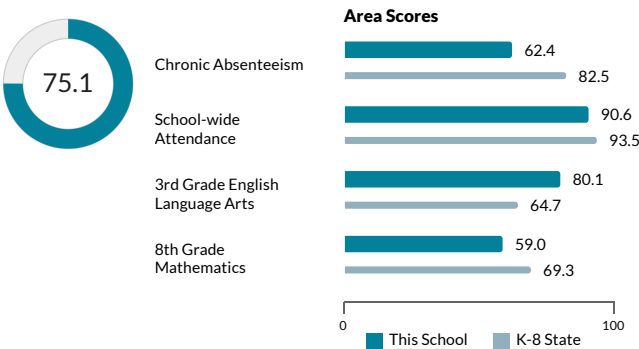 Area Scores
75.1
Chronic Absenteeism
62.4
82.5
School-wide
Attendance
90.6
93.5
3rd Grade English
Language Arts
80.1
64.7
8th Grade
Mathematics
59.0
69.3
0
100
This School
K-8 State